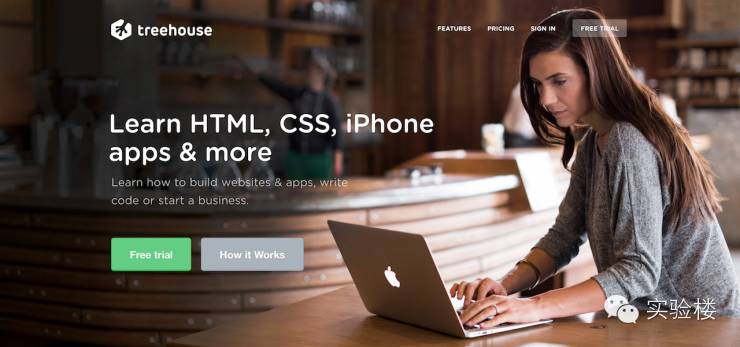 treehouse
FEATURES PRICING SIGN IN FREE TRIAL
Learn HTML, CSS, iPhone
apps & more
Learn how to build websites & apps, write
code or start a business.
Free trial How it Works
实验楼